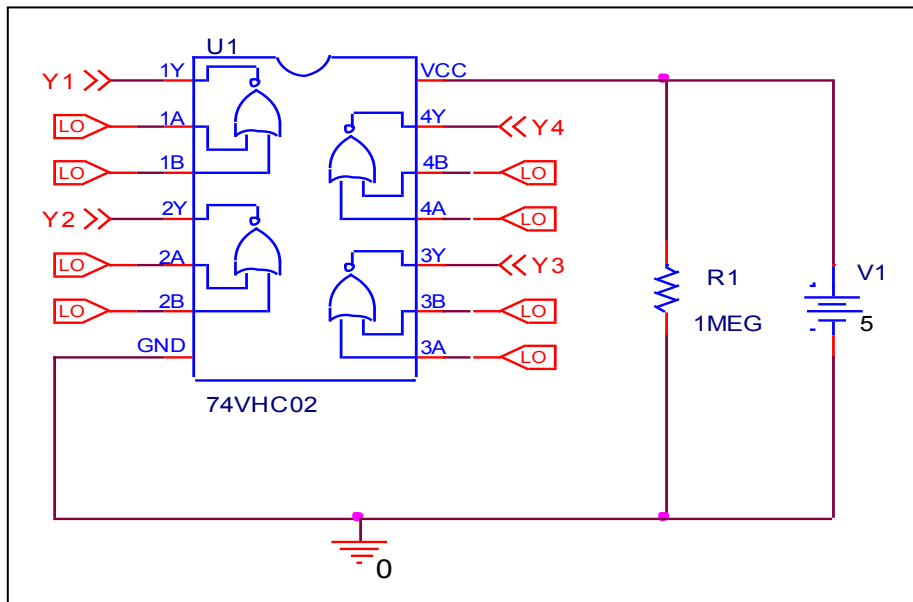 U1
Y1
1Y
VCC
LO
1A
4Y
Y4
LO
1B
4B
LO
Y2
2Y
4A
LO
LO
2A
3Y
Y3
LO
2B
3B
LO
GND
3A
LO
74VHC02
R1
1MEG
V1
5
0